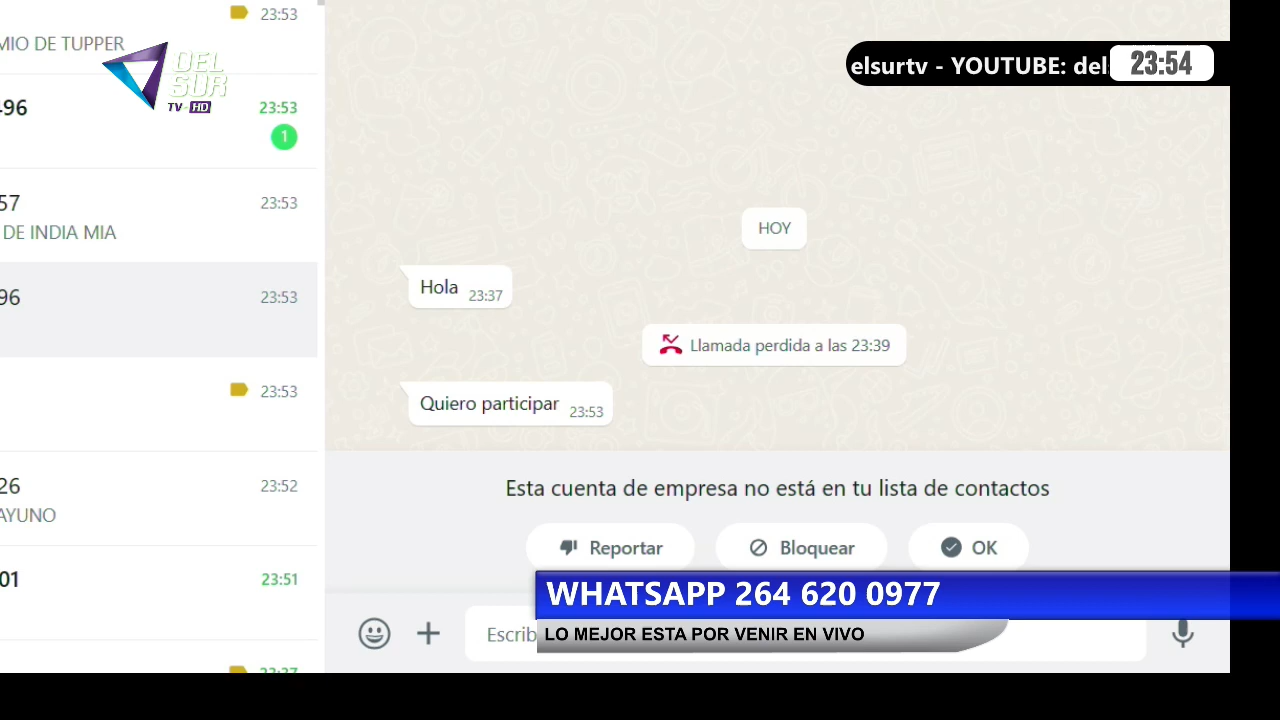 23:53
MIO DE TUPPER
DEL
SUR
TV-HD
496
23:53
1
57
23:53
DE INDIA MIA
96
23:53
23:53
26
23:52
AYUNO
01
23:51
23:37
elsurtv - YOUTUBE: del
23:54
HOY
Hola 23:37
Llamada perdida a las 23:39
Quiero participar 23:53
Esta cuenta de empresa no está en tu lista de contactos
Reportar
Bloquear
OK
Escrib
WHATSAPP 264 620 0977
LO MEJOR ESTA POR VENIR EN VIVO